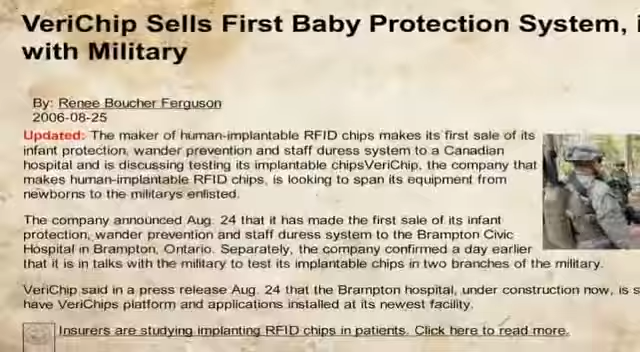 VeriChip Sells First Baby Protection System,
with Military
By: Renee Boucher Ferguson
2006-08-25
Updated: The maker of human-implantable RFID chips makes its first sale of its
infant protection, wander prevention and staff duress system to a Canadian
hospital and is discussing testing its implantable chipsVeriChip, the company that
makes human-implantable RFID chips, is looking to span its equipment from
newborns to the militarys enlisted.
The company announced Aug. 24 that it has made the first sale of its infant
protection, wander prevention and staff duress system to the Brampton Civic
Hospital in Brampton, Ontario. Separately, the company confirmed a day earlier
that it is in talks with the military to test its implantable chips in two branches of the military.
VeriChip said in a press release Aug. 24 that the Brampton hospital, under construction now, is
have VeriChips platform and applications installed at its newest facility.
Insurers are studying implanting RFID chips in patients. Click here to read more.